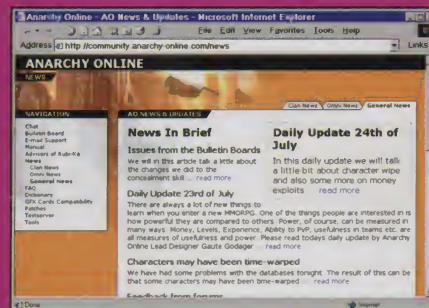 Anarchy Online - AO News & Updates - Microsoft Internet Explorer
File Edit View Favorites Tools Help
Address http://community.anarchy-online.com/news
Links
ANARCHY ONLINE
NEWS
Clan News Omni News General News
NAVIGATION
Chat
Bulletin Board
E-mail Support
Manual
Advisors of Rubi-Ka
News
Clan News
Omni News
General News
FAQ
Dictionary
GFX Cards Compatibility
Patches
Testserver
Tools
AO NEWS & UPDATES
News In Brief
Issues from the Bulletin Boards
We will in this article talk a little about
the changes we did to the
concealment skill ... read more
Daily Update 23rd of July
There are always a lot of new things to
learn when you enter a new MMORPG. One of the things people are interested in is
how powerful they are compared to others. Power, of course, can be measured in
many ways. Money, Levels, Experience, Ability to PvP, usefulness in teams etc. are
all measures of usefulness and power. Please read todays daily update by Anarchy
Online Lead Designer Gaute Godager ... read more
Characters may have been time-warped
We have had some problems with the databases tonight. The result of this can be
that some characters may have been time-warped ... read more
Feedback from forums
Daily Update 24th of
July
In this daily update we will talk
a little bit about character wipe
and also some more on money
exploits ... read more
Done
Internet